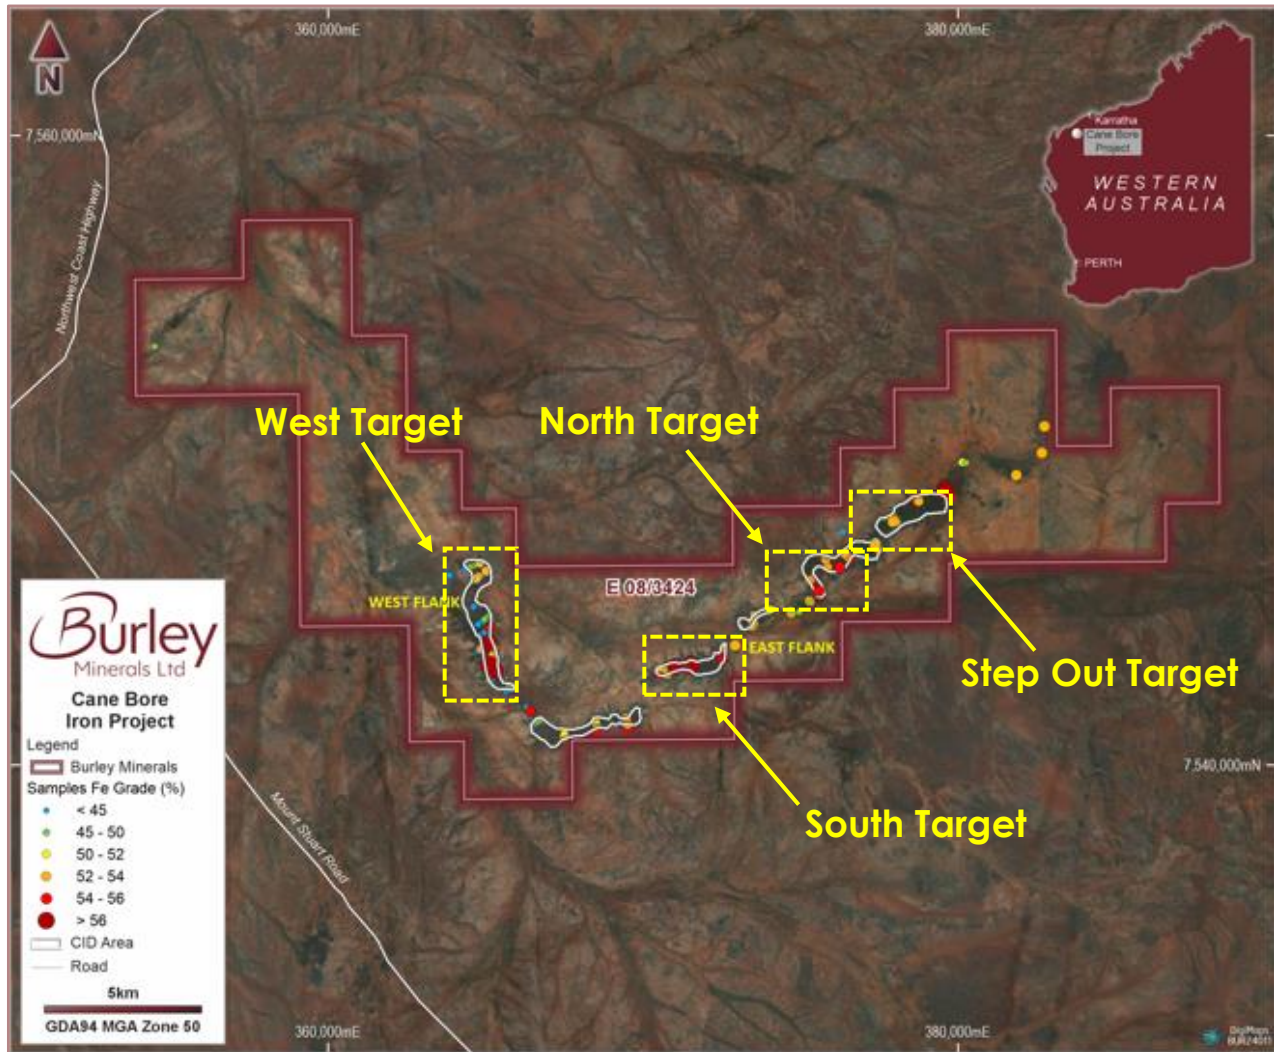 360,000mE
380,000mE
N
7,560,000mN
Karratha
Cane Bore
Project
WESTERN
AUSTRALIA
PERTH
Northwest Coast Highway
West Target
North Target
WEST FLANK
E 08/3424
EAST FLANK
Step Out Target
South Target
7,540,000mN
Mount Stuart Road
Burley
Minerals Ltd
Cane Bore
Iron Project
Legend
Burley Minerals
Samples Fe Grade (%)
< 45
45 - 50
50 - 52
52 - 54
54 - 56
> 56
CID Area
Road
5km
GDA94 MGA Zone 50
360,000mE
380,000mE
DigiMaps
BUR24011